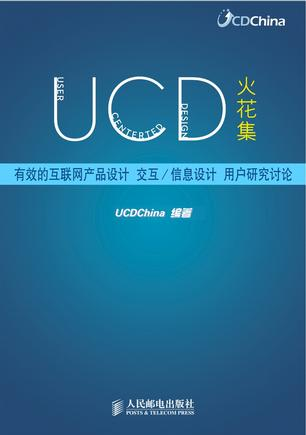 UCDChina
UCD
USER
CENTERTED
DESIGN
火花集
有效的互联网产品设计 交互/信息设计 用户研究讨论
UCDChina 编著
人民邮电出版社
POSTS & TELECOM PRESS